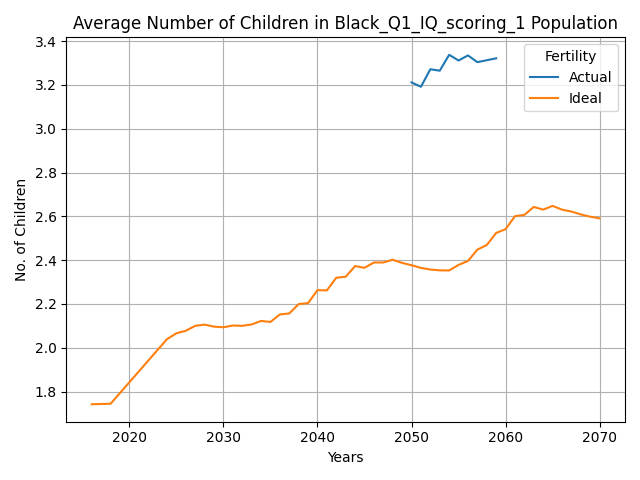 Average Number of Children in Black_Q1_IQ_scoring_1 Population
Fertility
Actual
Ideal
No. of Children
3.4
3.2
3.0
2.8
2.6
2.4
2.2
2.0
1.8
2020 2030 2040 2050 2060 2070
Years